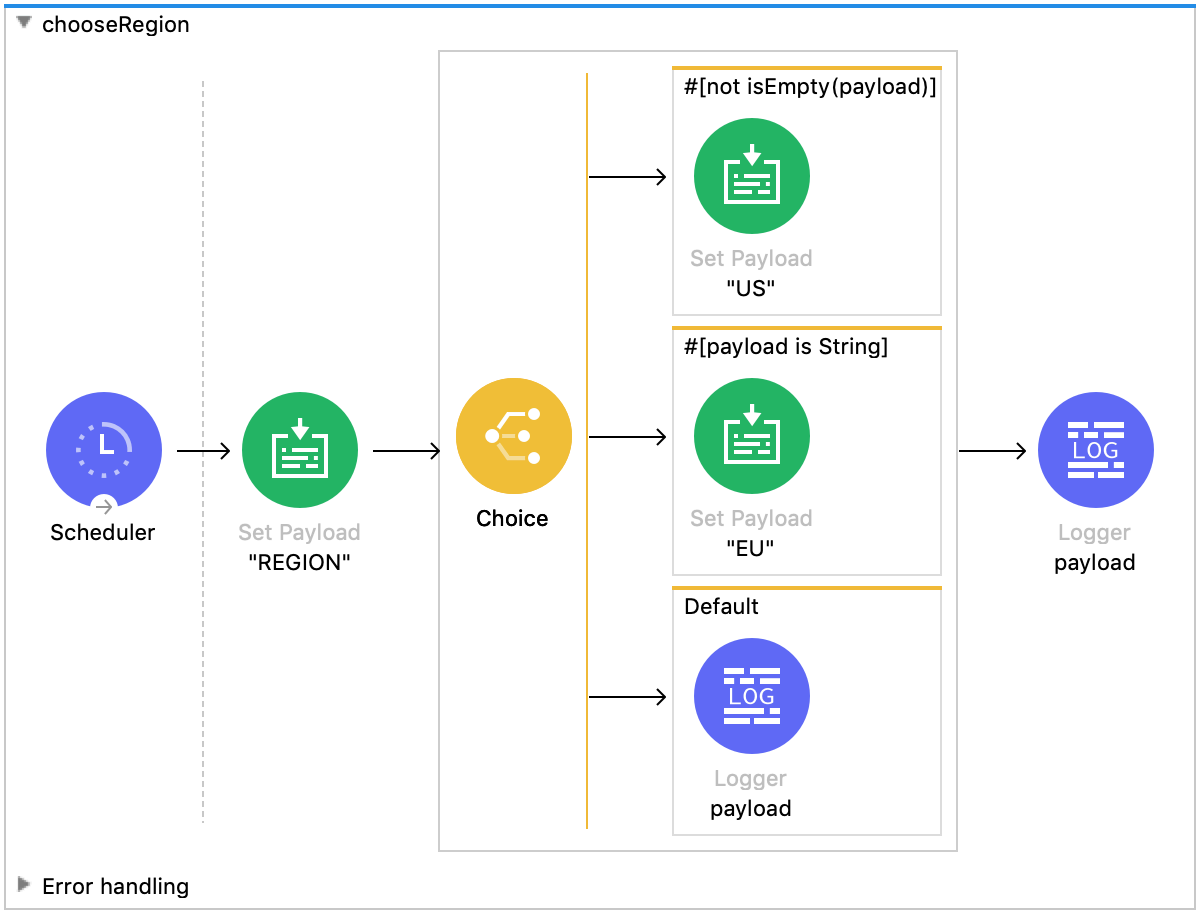 chooseRegion
#[not isEmpty(payload)]
Set Payload
"US"
#[payload is String]
Set Payload
"EU"
Scheduler
Set Payload
"REGION"
Choice
LOG
Logger
payload
Default
LOG
Logger
payload
Error handling